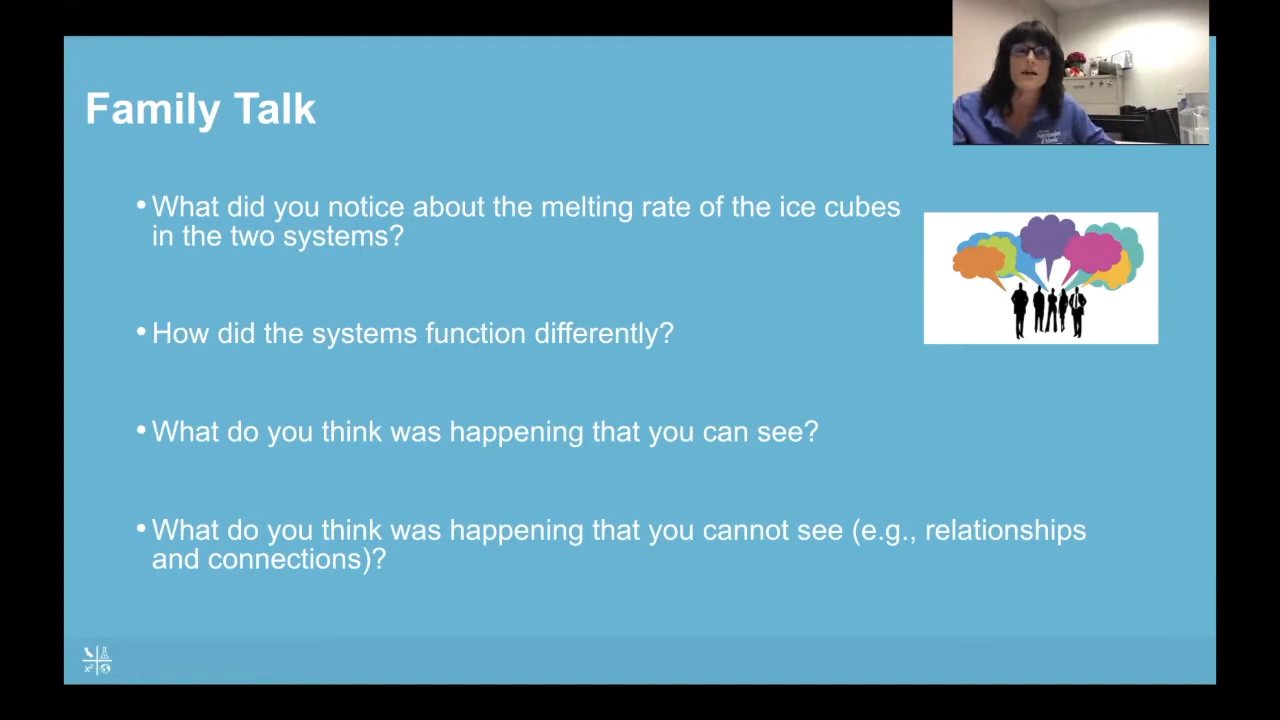 Family Talk
• What did you notice about the melting rate of the ice cubes
in the two systems?
• How did the systems function differently?
• What do you think was happening that you can see?
• What do you think was happening that you cannot see (e.g., relationships
and connections)?
x²